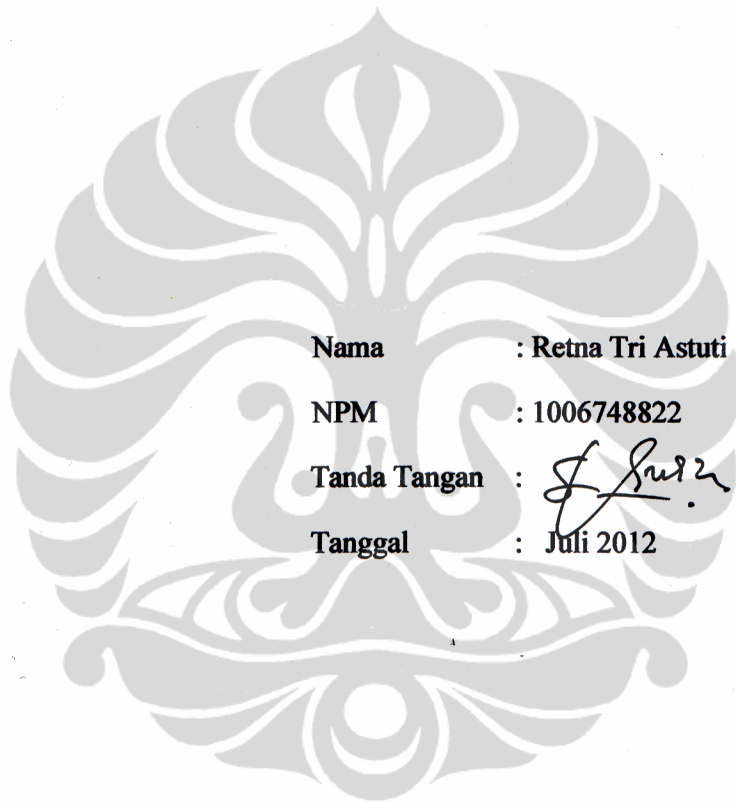 Nama : Retna Tri Astuti
NPM : 1006748822
Tanda Tangan :
Tanggal : Juli 2012